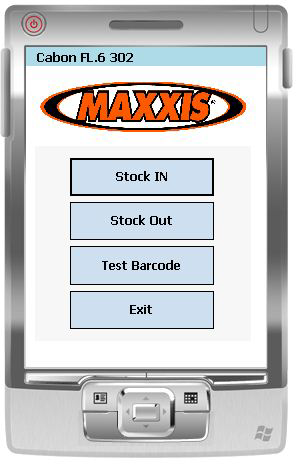 Cabon FL.6 302
MAXXIS®
Stock IN
Stock Out
Test Barcode
Exit